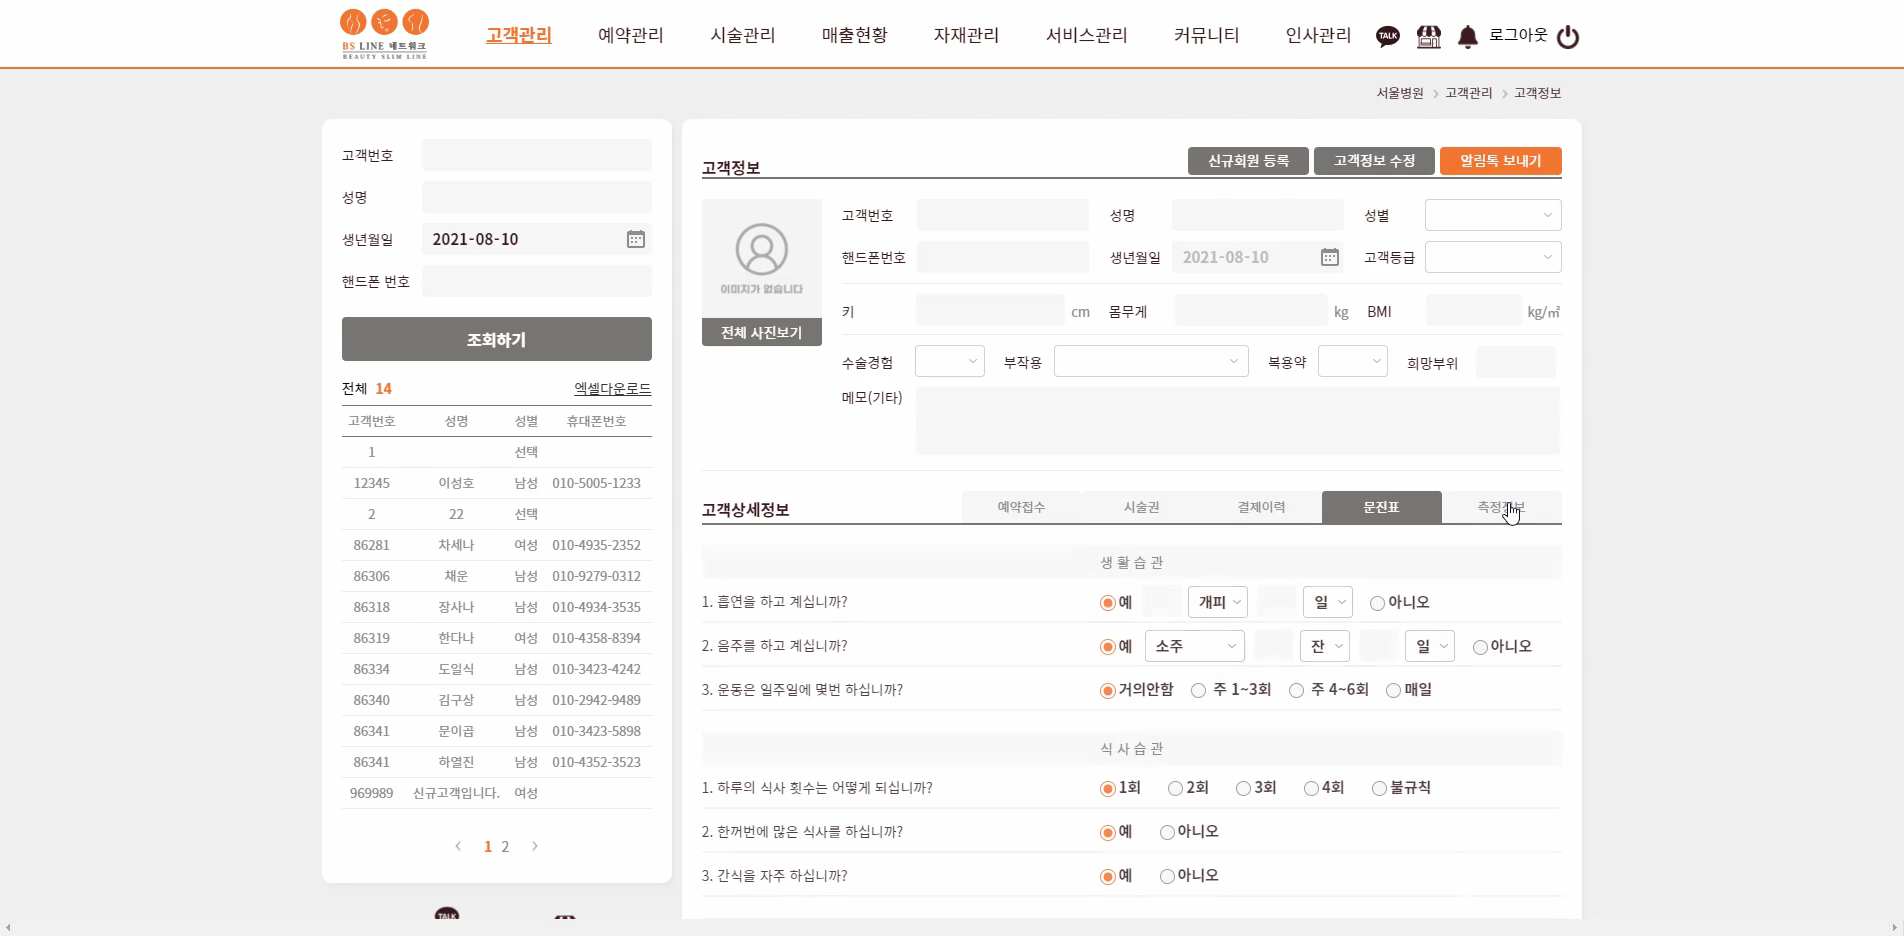 BS LINE 네트워크
BEAUTY SLIM LINE
고객관리 예약관리 시술관리 매출현황 자재관리 서비스관리 커뮤니티 인사관리 TALK 로그아웃
서울병원 > 고객관리 > 고객정보
고객번호
성명
생년월일 2021-08-10
핸드폰 번호
조회하기
전체 14 엑셀다운로드
고객번호 성명 성별 휴대폰번호
1 선택
12345 이성호 남성 010-5005-1233
2 22 선택
86281 차세나 여성 010-4935-2352
86306 채운 남성 010-9279-0312
86318 장사나 남성 010-4934-3535
86319 한다나 여성 010-4358-8394
86334 도일식 남성 010-3423-4242
86340 김구상 남성 010-2942-9489
86341 문이곱 남성 010-3423-5898
86341 하열진 남성 010-4352-3523
969989 신규고객입니다. 여성
< 1 2 >
TALK
고객정보 신규회원 등록 고객정보 수정 알림톡 보내기
이미지가 없습니다
전체 사진보기
고객번호 성명 성별
핸드폰번호 생년월일 2021-08-10 고객등급
키 cm 몸무게 kg BMI kg/㎡
수술경험 부작용 복용약 희망부위
메모(기타)
고객상세정보 예약접수 시술권 결제이력 문진표 측정정보
생 활 습 관
1. 흡연을 하고 계십니까? 예 개피 일 아니오
2. 음주를 하고 계십니까? 예 소주 잔 일 아니오
3. 운동은 일주일에 몇번 하십니까? 거의안함 주 1~3회 주 4~6회 매일
식 사 습 관
1. 하루의 식사 횟수는 어떻게 되십니까? 1회 2회 3회 4회 불규칙
2. 한꺼번에 많은 식사를 하십니까? 예 아니오
3. 간식을 자주 하십니까? 예 아니오